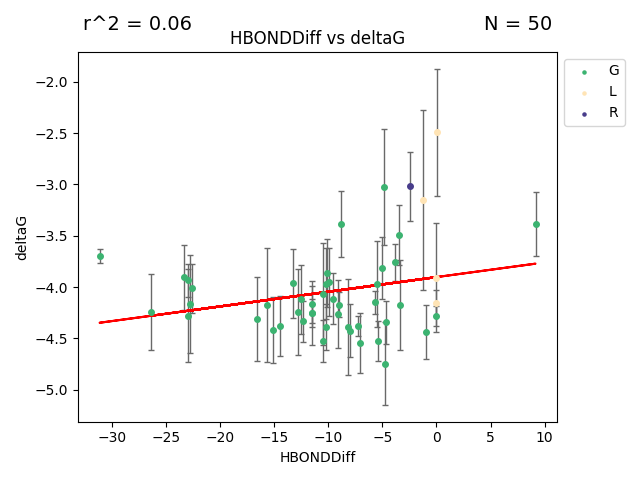 r^2 = 0.06
N = 50
HBONDDiff vs deltaG
G
L
R
−2.0
−2.5
−3.0
−3.5
−4.0
−4.5
−5.0
deltaG
−30
−25
−20
−15
−10
−5
0
5
10
HBONDDiff